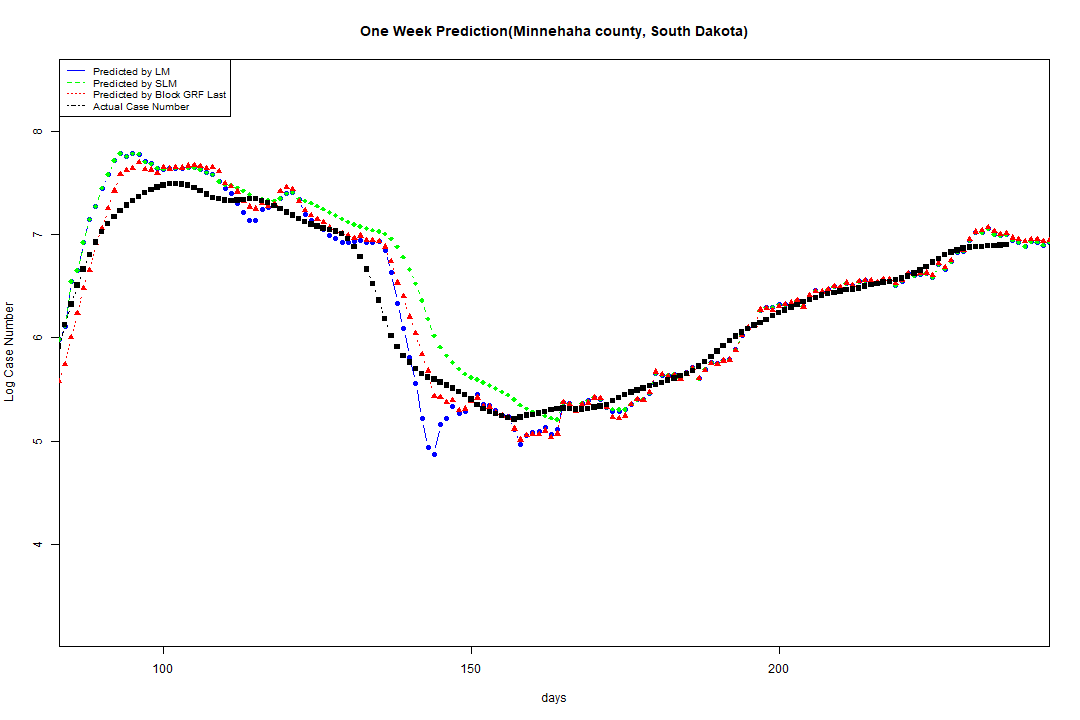 One Week Prediction(Minnehaha county, South Dakota)
Predicted by LM
Predicted by SLM
Predicted by Block GRF Last
Actual Case Number
8
7
6
5
4
Log Case Number
100
150
200
days